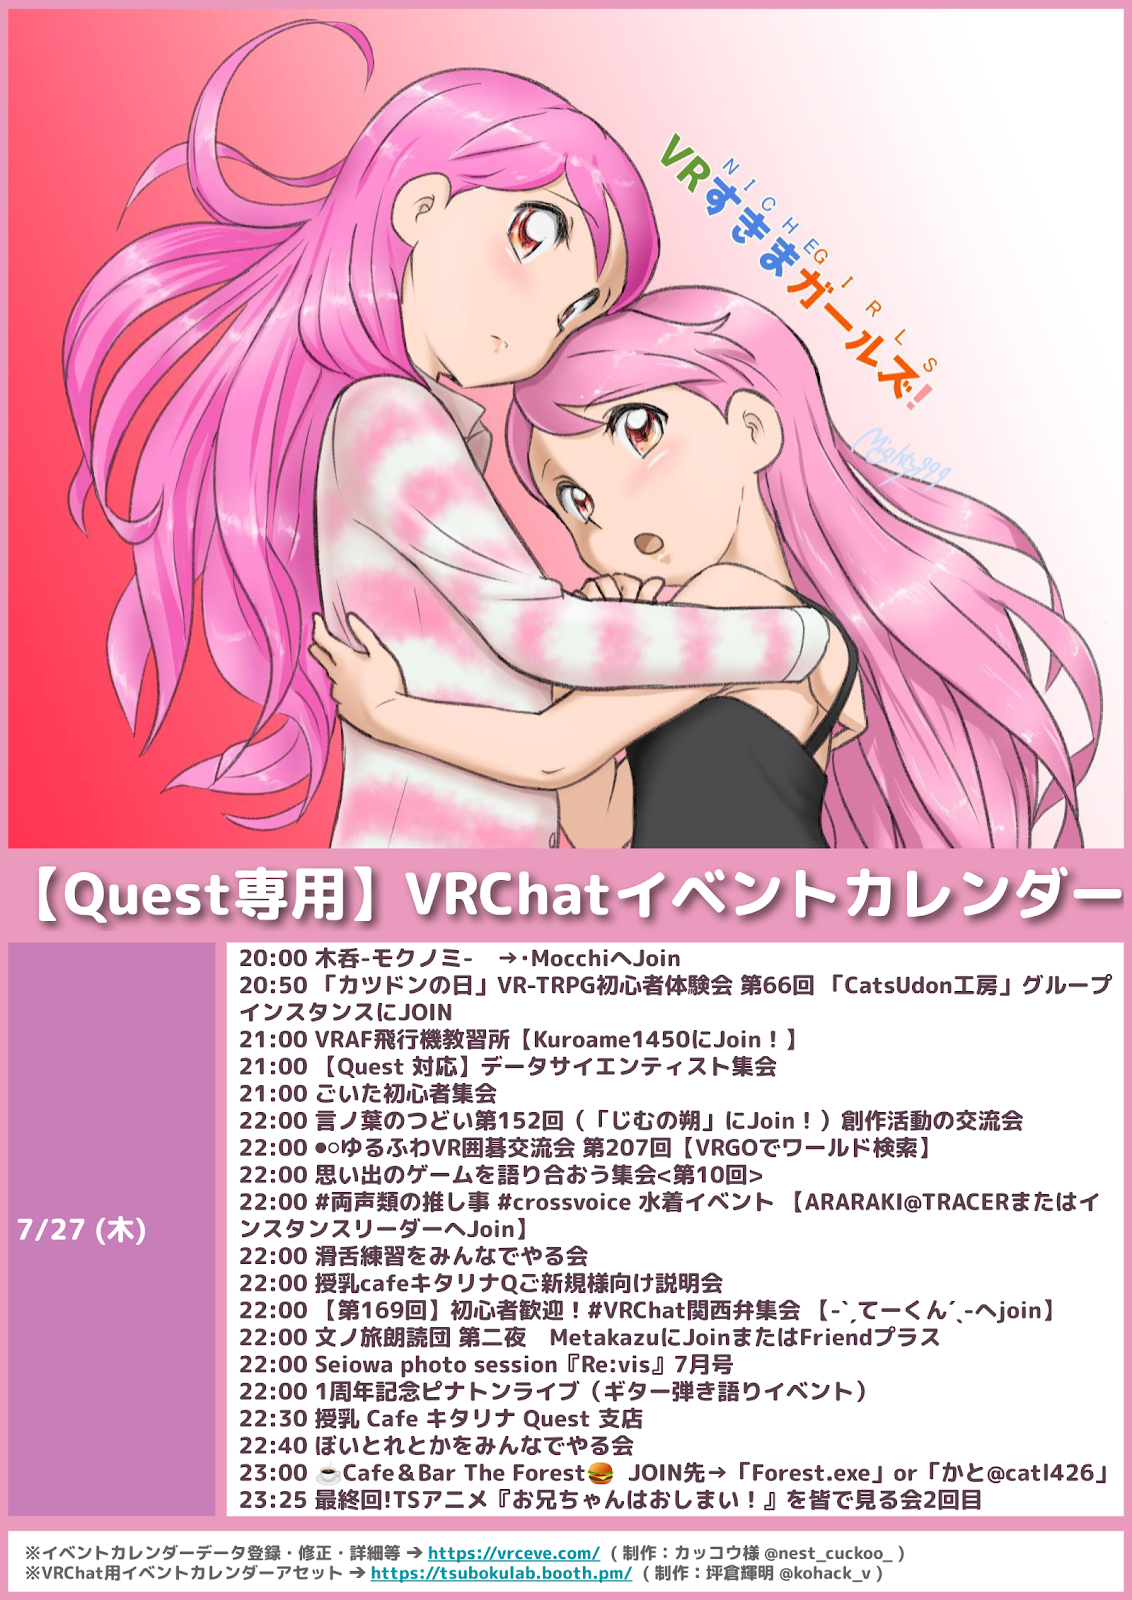 NICHE GIRLS
VRすきまガールズ!
Mighty999
【Quest専用】VRChatイベントカレンダー
7/27 (木)
20:00 木呑-モクノミ-　→･MocchiへJoin
20:50 「カツドンの日」VR-TRPG初心者体験会 第66回 「CatsUdon工房」グループ
インスタンスにJOIN
21:00 VRAF飛行機教習所【Kuroame1450にJoin！】
21:00 【Quest 対応】データサイエンティスト集会
21:00 ごいた初心者集会
22:00 言ノ葉のつどい第152回（「じむの朔」にJoin！）創作活動の交流会
22:00 ●○ゆるふわVR囲碁交流会 第207回【VRGOでワールド検索】
22:00 思い出のゲームを語り合おう集会<第10回>
22:00 #両声類の推し事 #crossvoice 水着イベント 【ARARAKI@TRACERまたはイ
ンスタンスリーダーへJoin】
22:00 滑舌練習をみんなでやる会
22:00 授乳cafeキタリナQご新規様向け説明会
22:00 【第169回】初心者歓迎！#VRChat関西弁集会 【-ˋˏてーくんˊˎ-へjoin】
22:00 文ノ旅朗読団 第二夜　MetakazuにJoinまたはFriendプラス
22:00 Seiowa photo session『Re:vis』7月号
22:00 1周年記念ピナトンライブ（ギター弾き語りイベント）
22:30 授乳 Cafe キタリナ Quest 支店
22:40 ぼいとれとかをみんなでやる会
23:00 ☕Cafe＆Bar The Forest🍔 JOIN先→「Forest.exe」or「かと@catl426」
23:25 最終回!TSアニメ『お兄ちゃんはおしまい！』を皆で見る会2回目
※イベントカレンダーデータ登録・修正・詳細等 ➔ https://vrceve.com/ （制作：カッコウ様 @nest_cuckoo_ ）
※VRChat用イベントカレンダーアセット ➔ https://tsubokulab.booth.pm/ （制作：坪倉輝明 @kohack_v ）